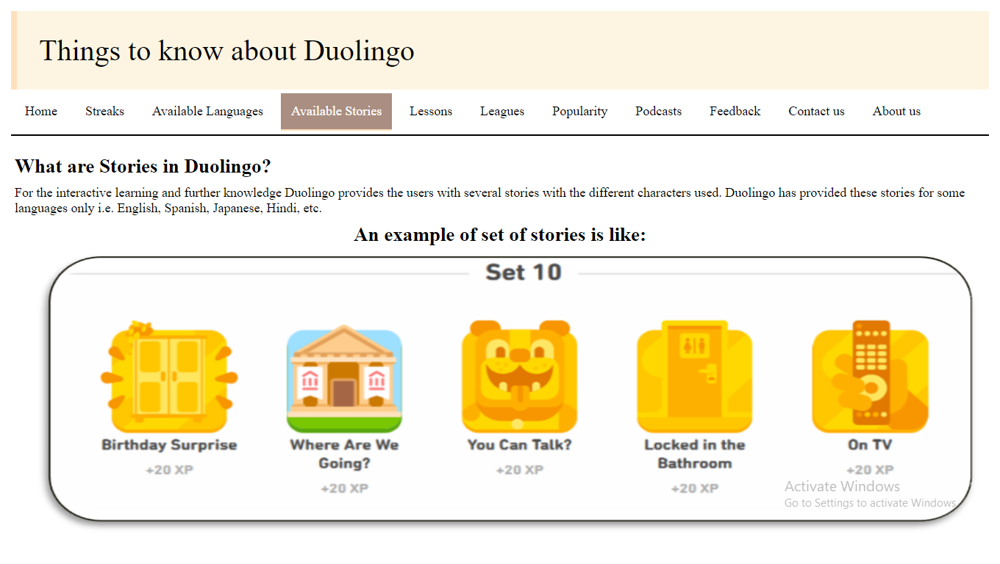 Things to know about Duolingo
Home Streaks Available Languages Available Stories Lessons Leagues Popularity Podcasts Feedback Contact us About us
What are Stories in Duolingo?
For the interactive learning and further knowledge Duolingo provides the users with several stories with the different characters used. Duolingo has provided these stories for some
languages only i.e. English, Spanish, Japanese, Hindi, etc.
An example of set of stories is like:
Set 10
Birthday Surprise
+20 XP
Where Are We
Going?
+20 XP
You Can Talk?
+20 XP
Locked in the
Bathroom
+20 XP
On TV
+20 XP
Activate Windows
Go to Settings to activate Windows.